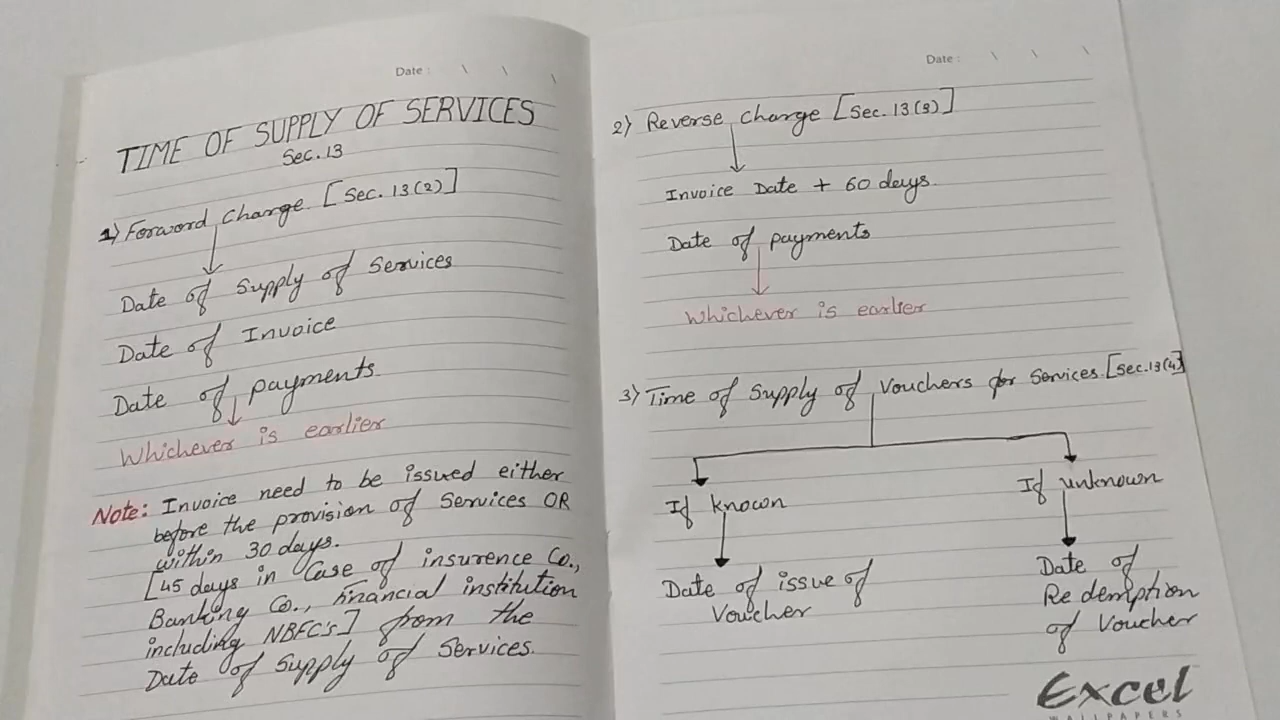 Date :
TIME OF SUPPLY OF SERVICES
Sec. 13
1) Forword Charge [Sec. 13(2)]
Date of Supply of Services
Date of Invoice
Date of payments
Whichever is earlier
Note: Invoice need to be issued either
before the provision of Services OR
within 30 days.
[45 days in Case of insurence Co.,
Banking Co., Financial institution
including NBFC's] from the
Date of Supply of Services.
Date :
2) Reverse Charge [Sec. 13(3)]
Invoice Date + 60 days.
Date of payments
Whichever is earlier
3) Time of Supply of Vouchers for Services. [Sec. 13(4)]
If known
If unknown
Date of issue of
Voucher
Date of
Redemption
of Voucher
Excel
WALLPAPERS